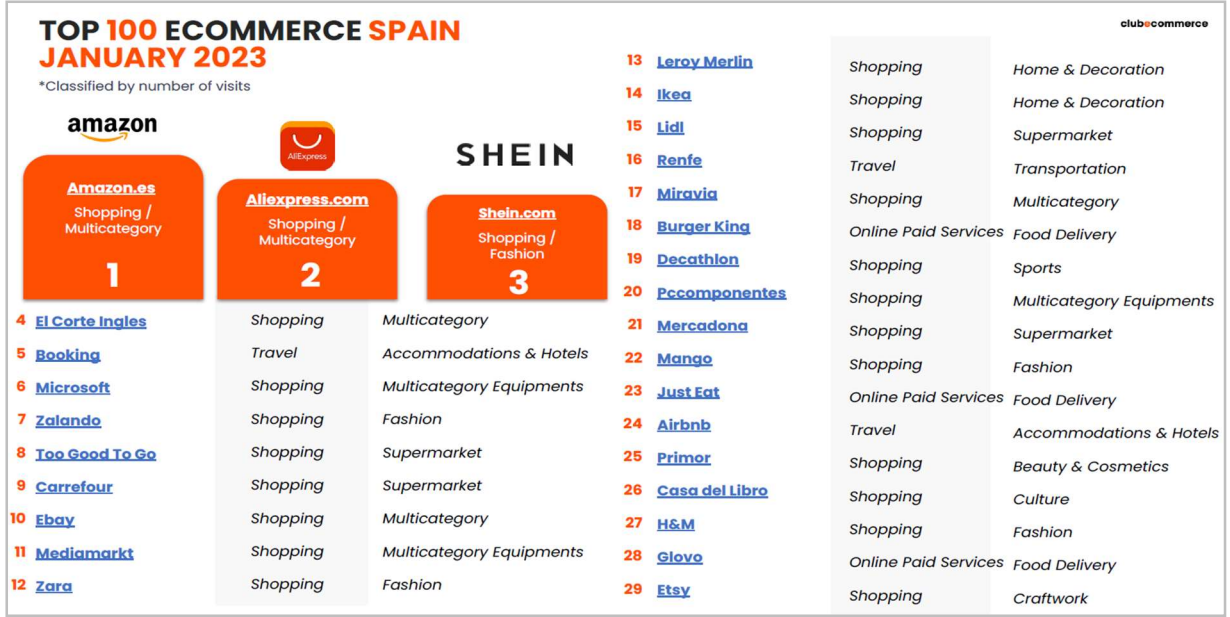 TOP 100 ECOMMERCE SPAIN
JANUARY 2023
*Classified by number of visits
clubecommerce
amazon
Amazon.es
Shopping /
Multicategory
1
AliExpress
Aliexpress.com
Shopping /
Multicategory
2
SHEIN
Shein.com
Shopping /
Fashion
3
4 El Corte Ingles Shopping Multicategory
5 Booking Travel Accommodations & Hotels
6 Microsoft Shopping Multicategory Equipments
7 Zalando Shopping Fashion
8 Too Good To Go Shopping Supermarket
9 Carrefour Shopping Supermarket
10 Ebay Shopping Multicategory
11 Mediamarkt Shopping Multicategory Equipments
12 Zara Shopping Fashion
13 Leroy Merlin Shopping Home & Decoration
14 Ikea Shopping Home & Decoration
15 Lidl Shopping Supermarket
16 Renfe Travel Transportation
17 Miravia Shopping Multicategory
18 Burger King Online Paid Services Food Delivery
19 Decathlon Shopping Sports
20 Pccomponentes Shopping Multicategory Equipments
21 Mercadona Shopping Supermarket
22 Mango Shopping Fashion
23 Just Eat Online Paid Services Food Delivery
24 Airbnb Travel Accommodations & Hotels
25 Primor Shopping Beauty & Cosmetics
26 Casa del Libro Shopping Culture
27 H&M Shopping Fashion
28 Glovo Online Paid Services Food Delivery
29 Etsy Shopping Craftwork